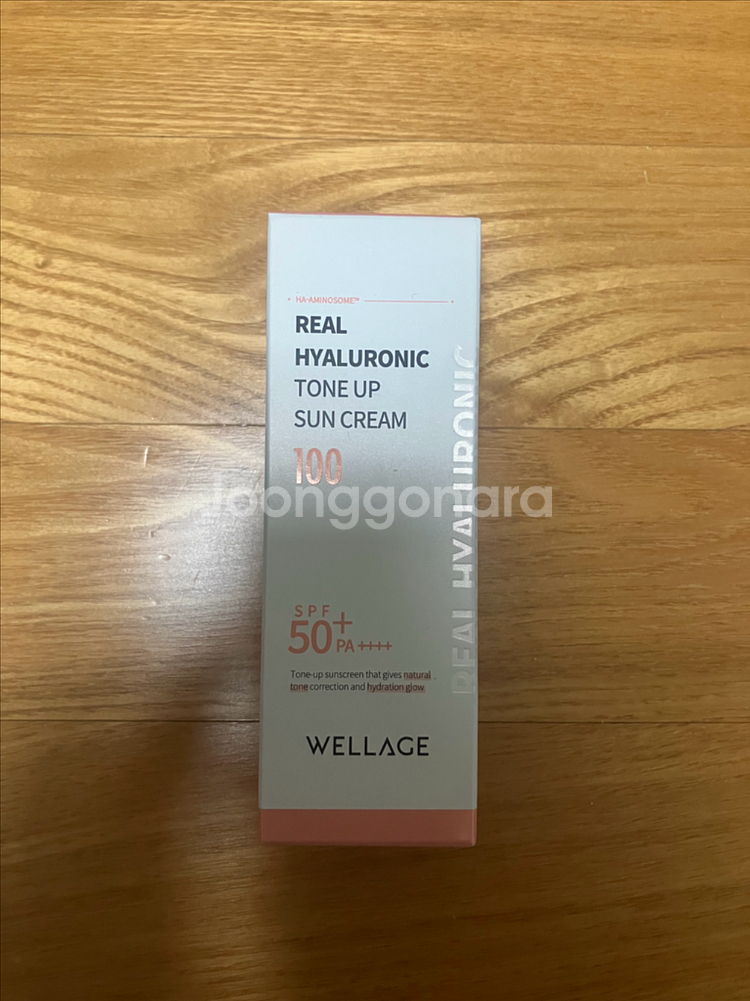 HA-AMINOSOME™
REAL
HYALURONIC
TONE UP
SUN CREAM
100
REAL HYALURONIC
Joonggonara
SPF
50+
PA ++++
Tone-up sunscreen that gives natural
tone correction and hydration glow
WELLAGE